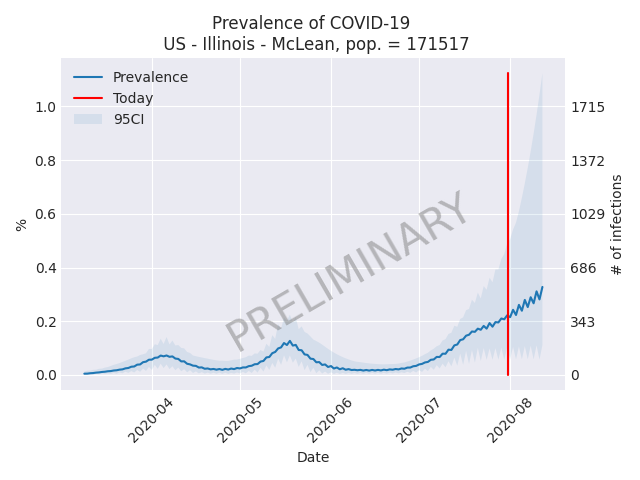 Prevalence of COVID-19
US - Illinois - McLean, pop. = 171517
Prevalence
Today
95CI
1.0
0.8
0.6
0.4
0.2
0.0
%
1715
1372
1029
686
343
0
# of infections
PRELIMINARY
2020-04
2020-05
2020-06
2020-07
2020-08
Date